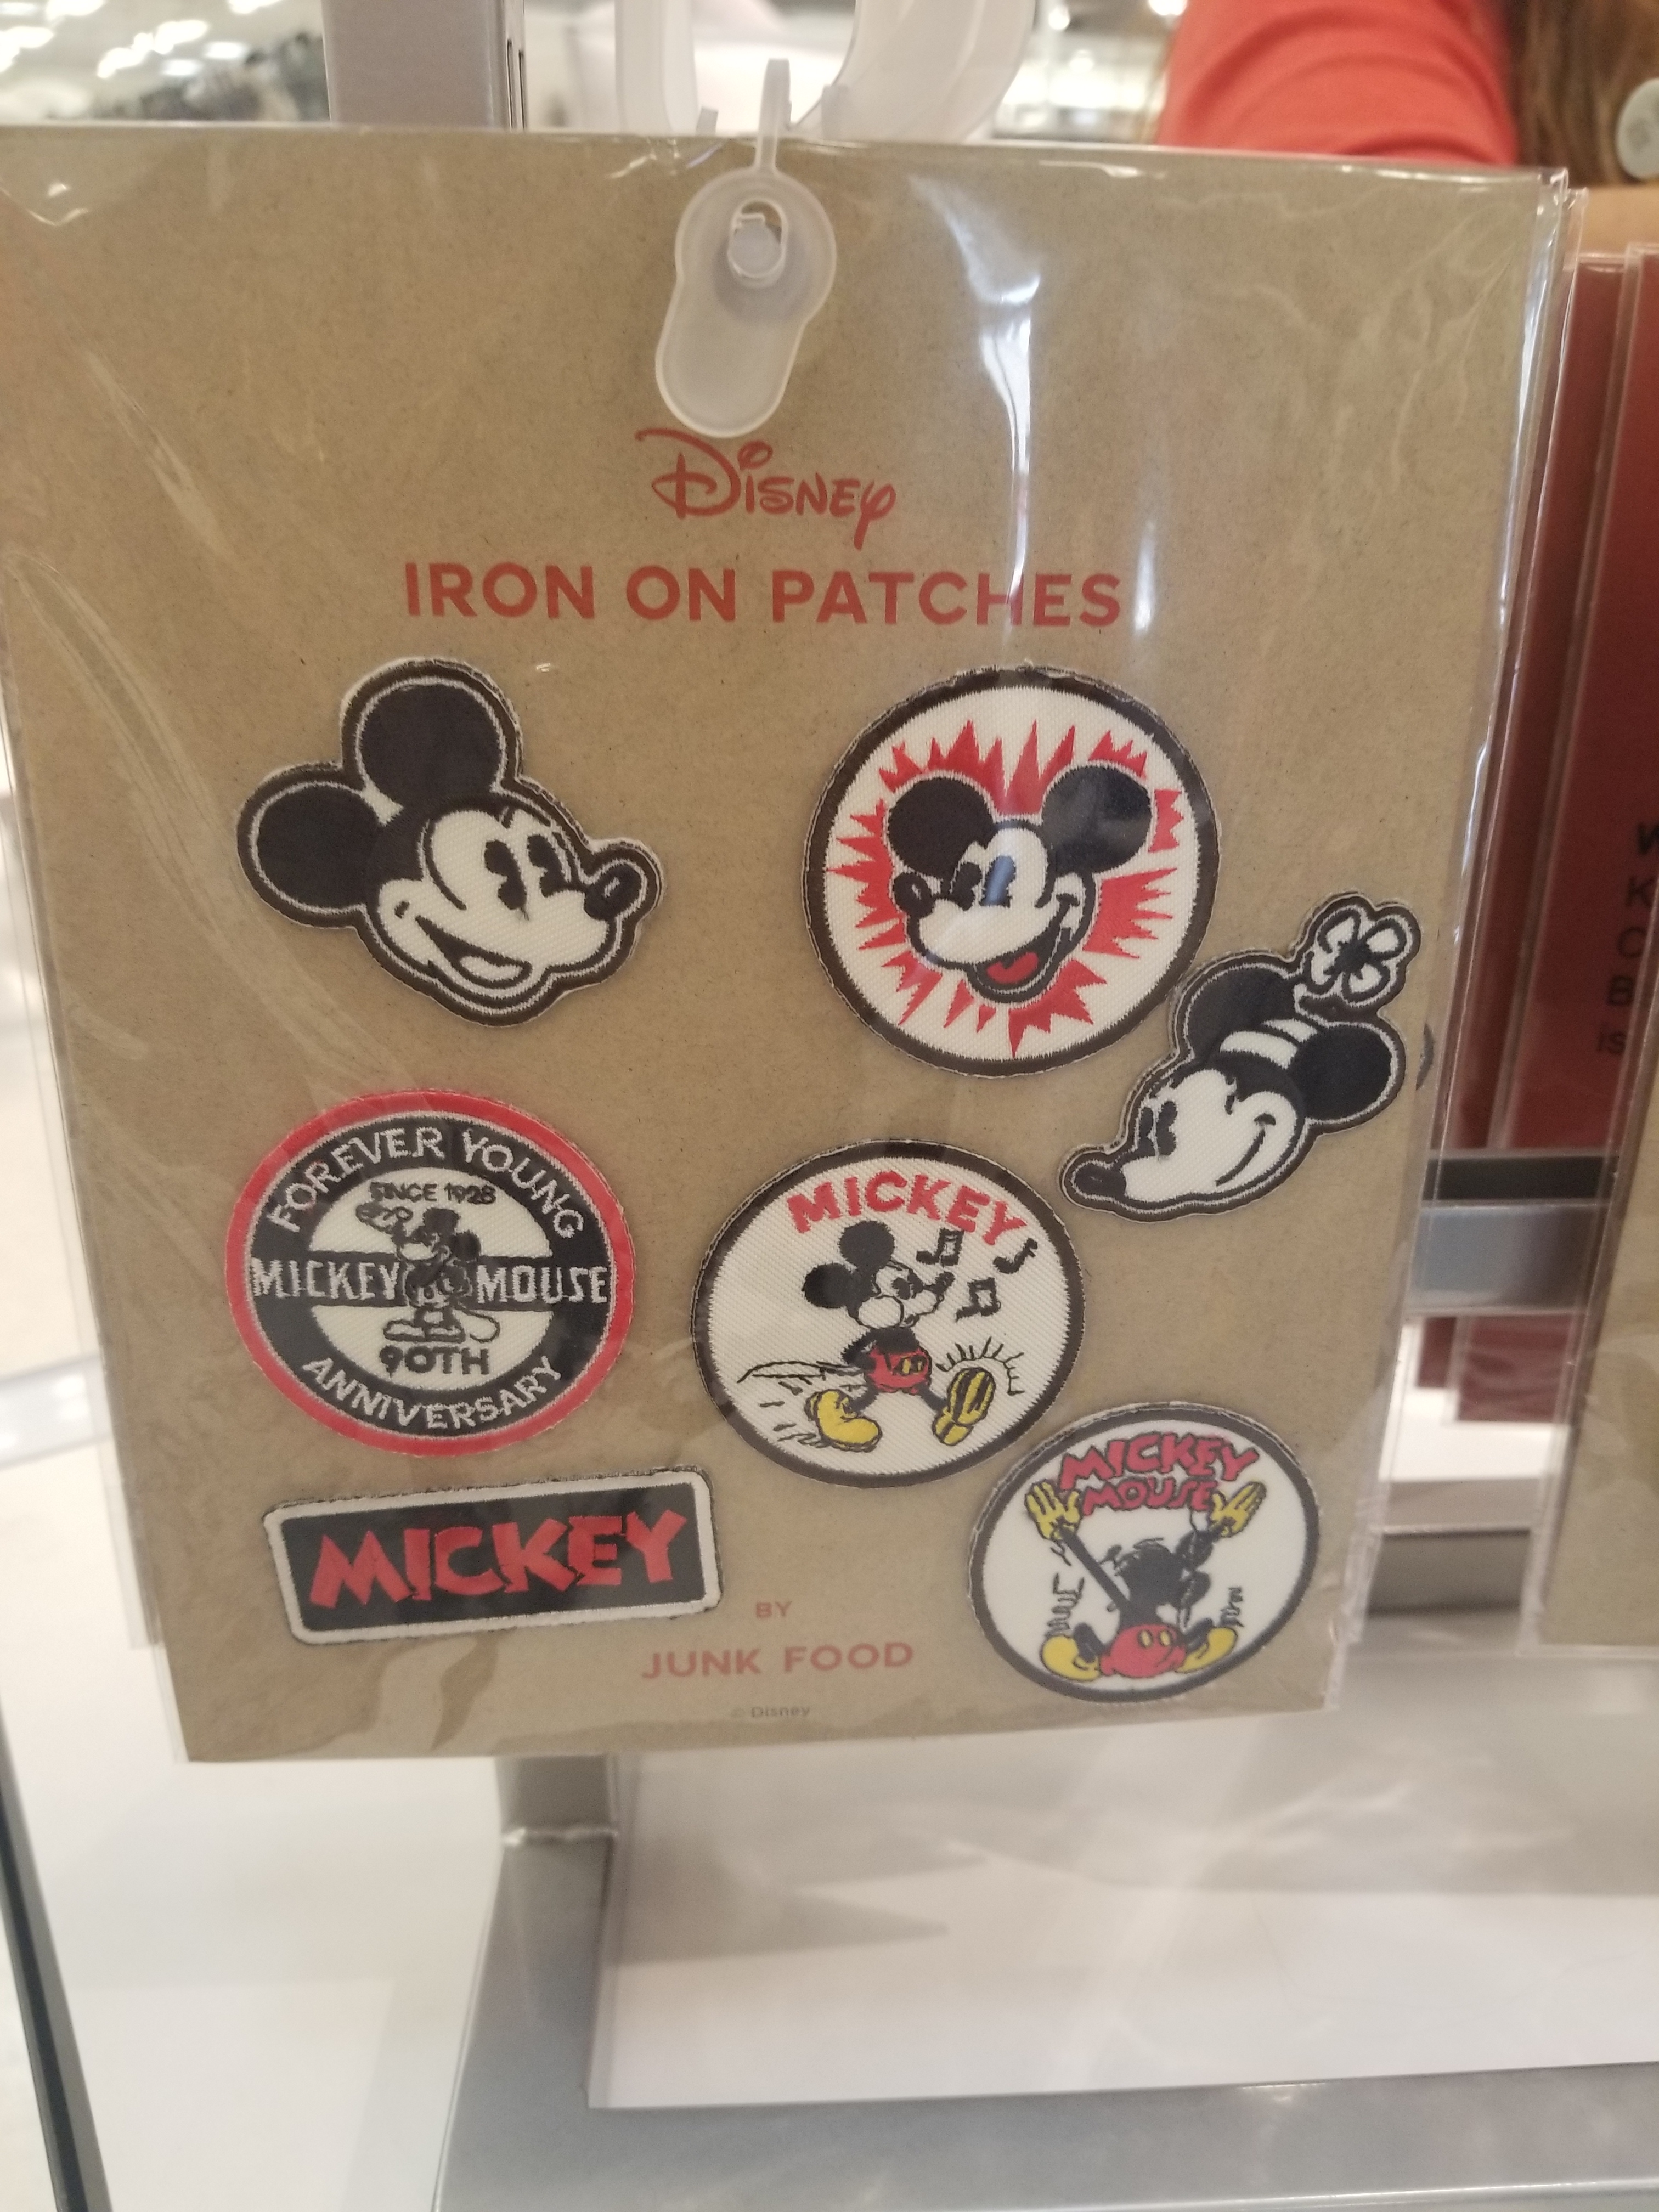 Disney
IRON ON PATCHES
FOREVER YOUNG
SINCE 1928
MICKEY MOUSE
90TH
ANNIVERSARY
MICKEY
MICKEY
MOUSE
MICKEY
BY
JUNK FOOD
© Disney